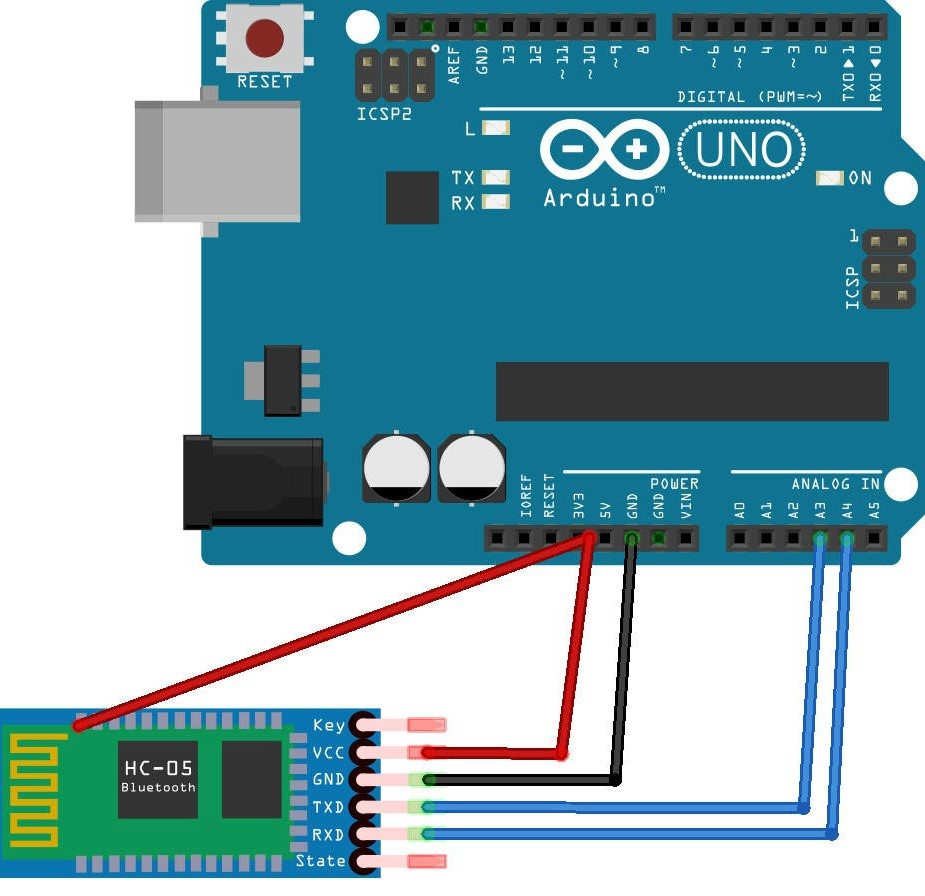 RESET
ICSP2
AREF
GND
13
12
~11
~10
~9
8
7
~6
~5
4
~3
2
TX0▶1
RX0◀0
DIGITAL (PWM=~)
L
TX
RX
UNO
Arduino™
ON
1
ICSP
POWER
ANALOG IN
IOREF
RESET
3V3
5V
GND
GND
VIN
A0
A1
A2
A3
A4
A5
Key
VCC
GND
TXD
RXD
State
HC-05
Bluetooth